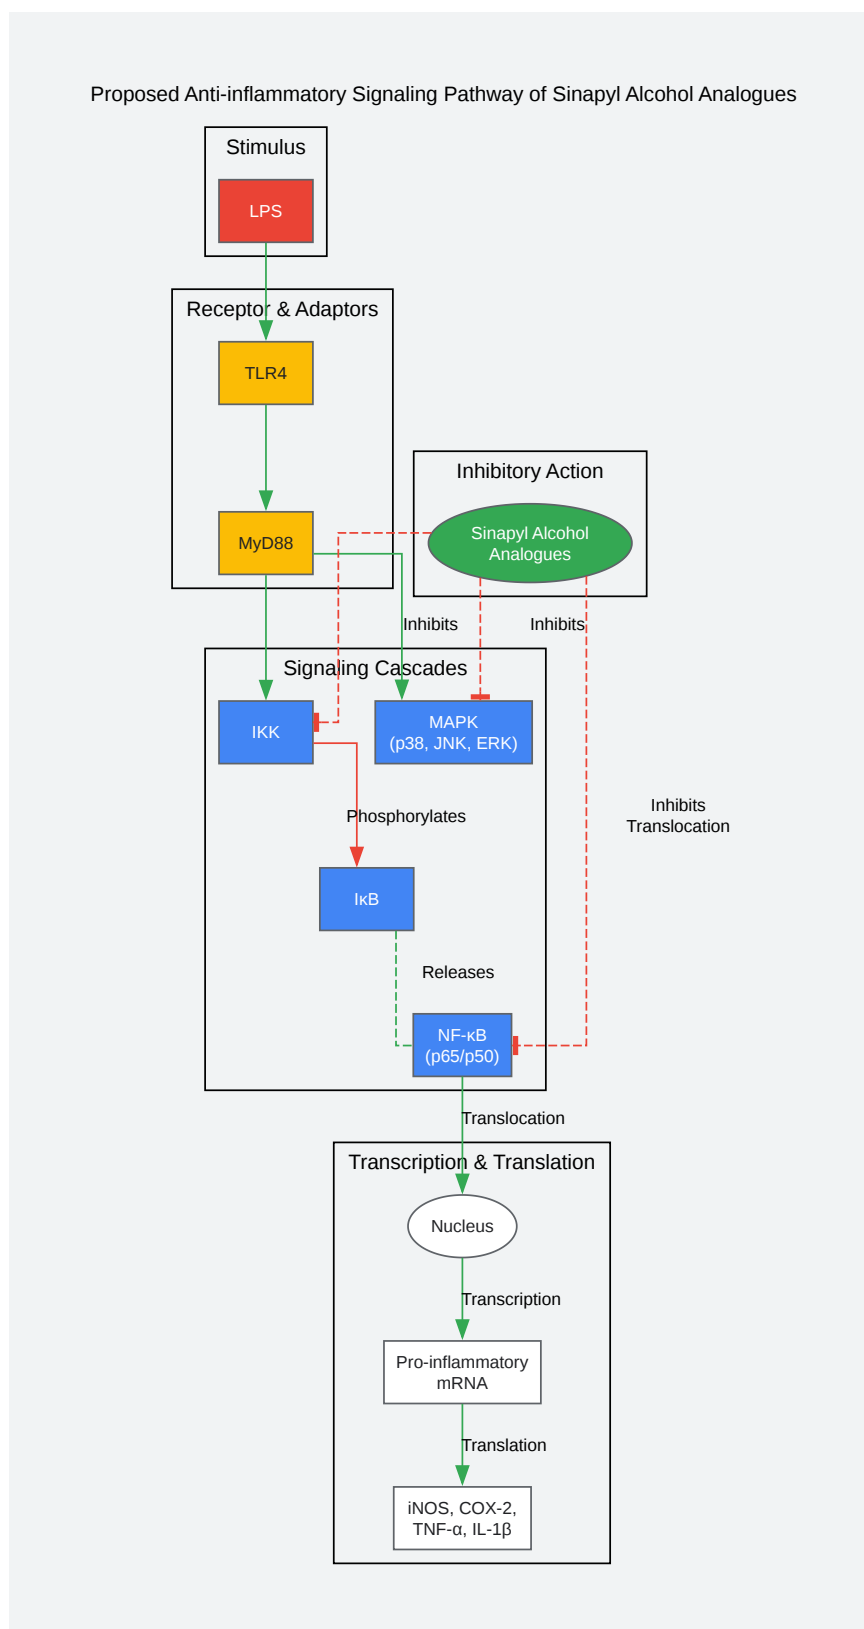 Proposed Anti-inflammatory Signaling Pathway of Sinapyl Alcohol Analogues
Stimulus
LPS
Receptor & Adaptors
TLR4
Inhibitory Action
Sinapyl Alcohol
Analogues
MyD88
Inhibits
Inhibits
Signaling Cascades
IKK
MAPK
(p38, JNK, ERK)
Phosphorylates
Inhibits
Translocation
IκB
Releases
NF-κB
(p65/p50)
Translocation
Transcription & Translation
Nucleus
Transcription
Pro-inflammatory
mRNA
Translation
iNOS, COX-2,
TNF-α, IL-1β